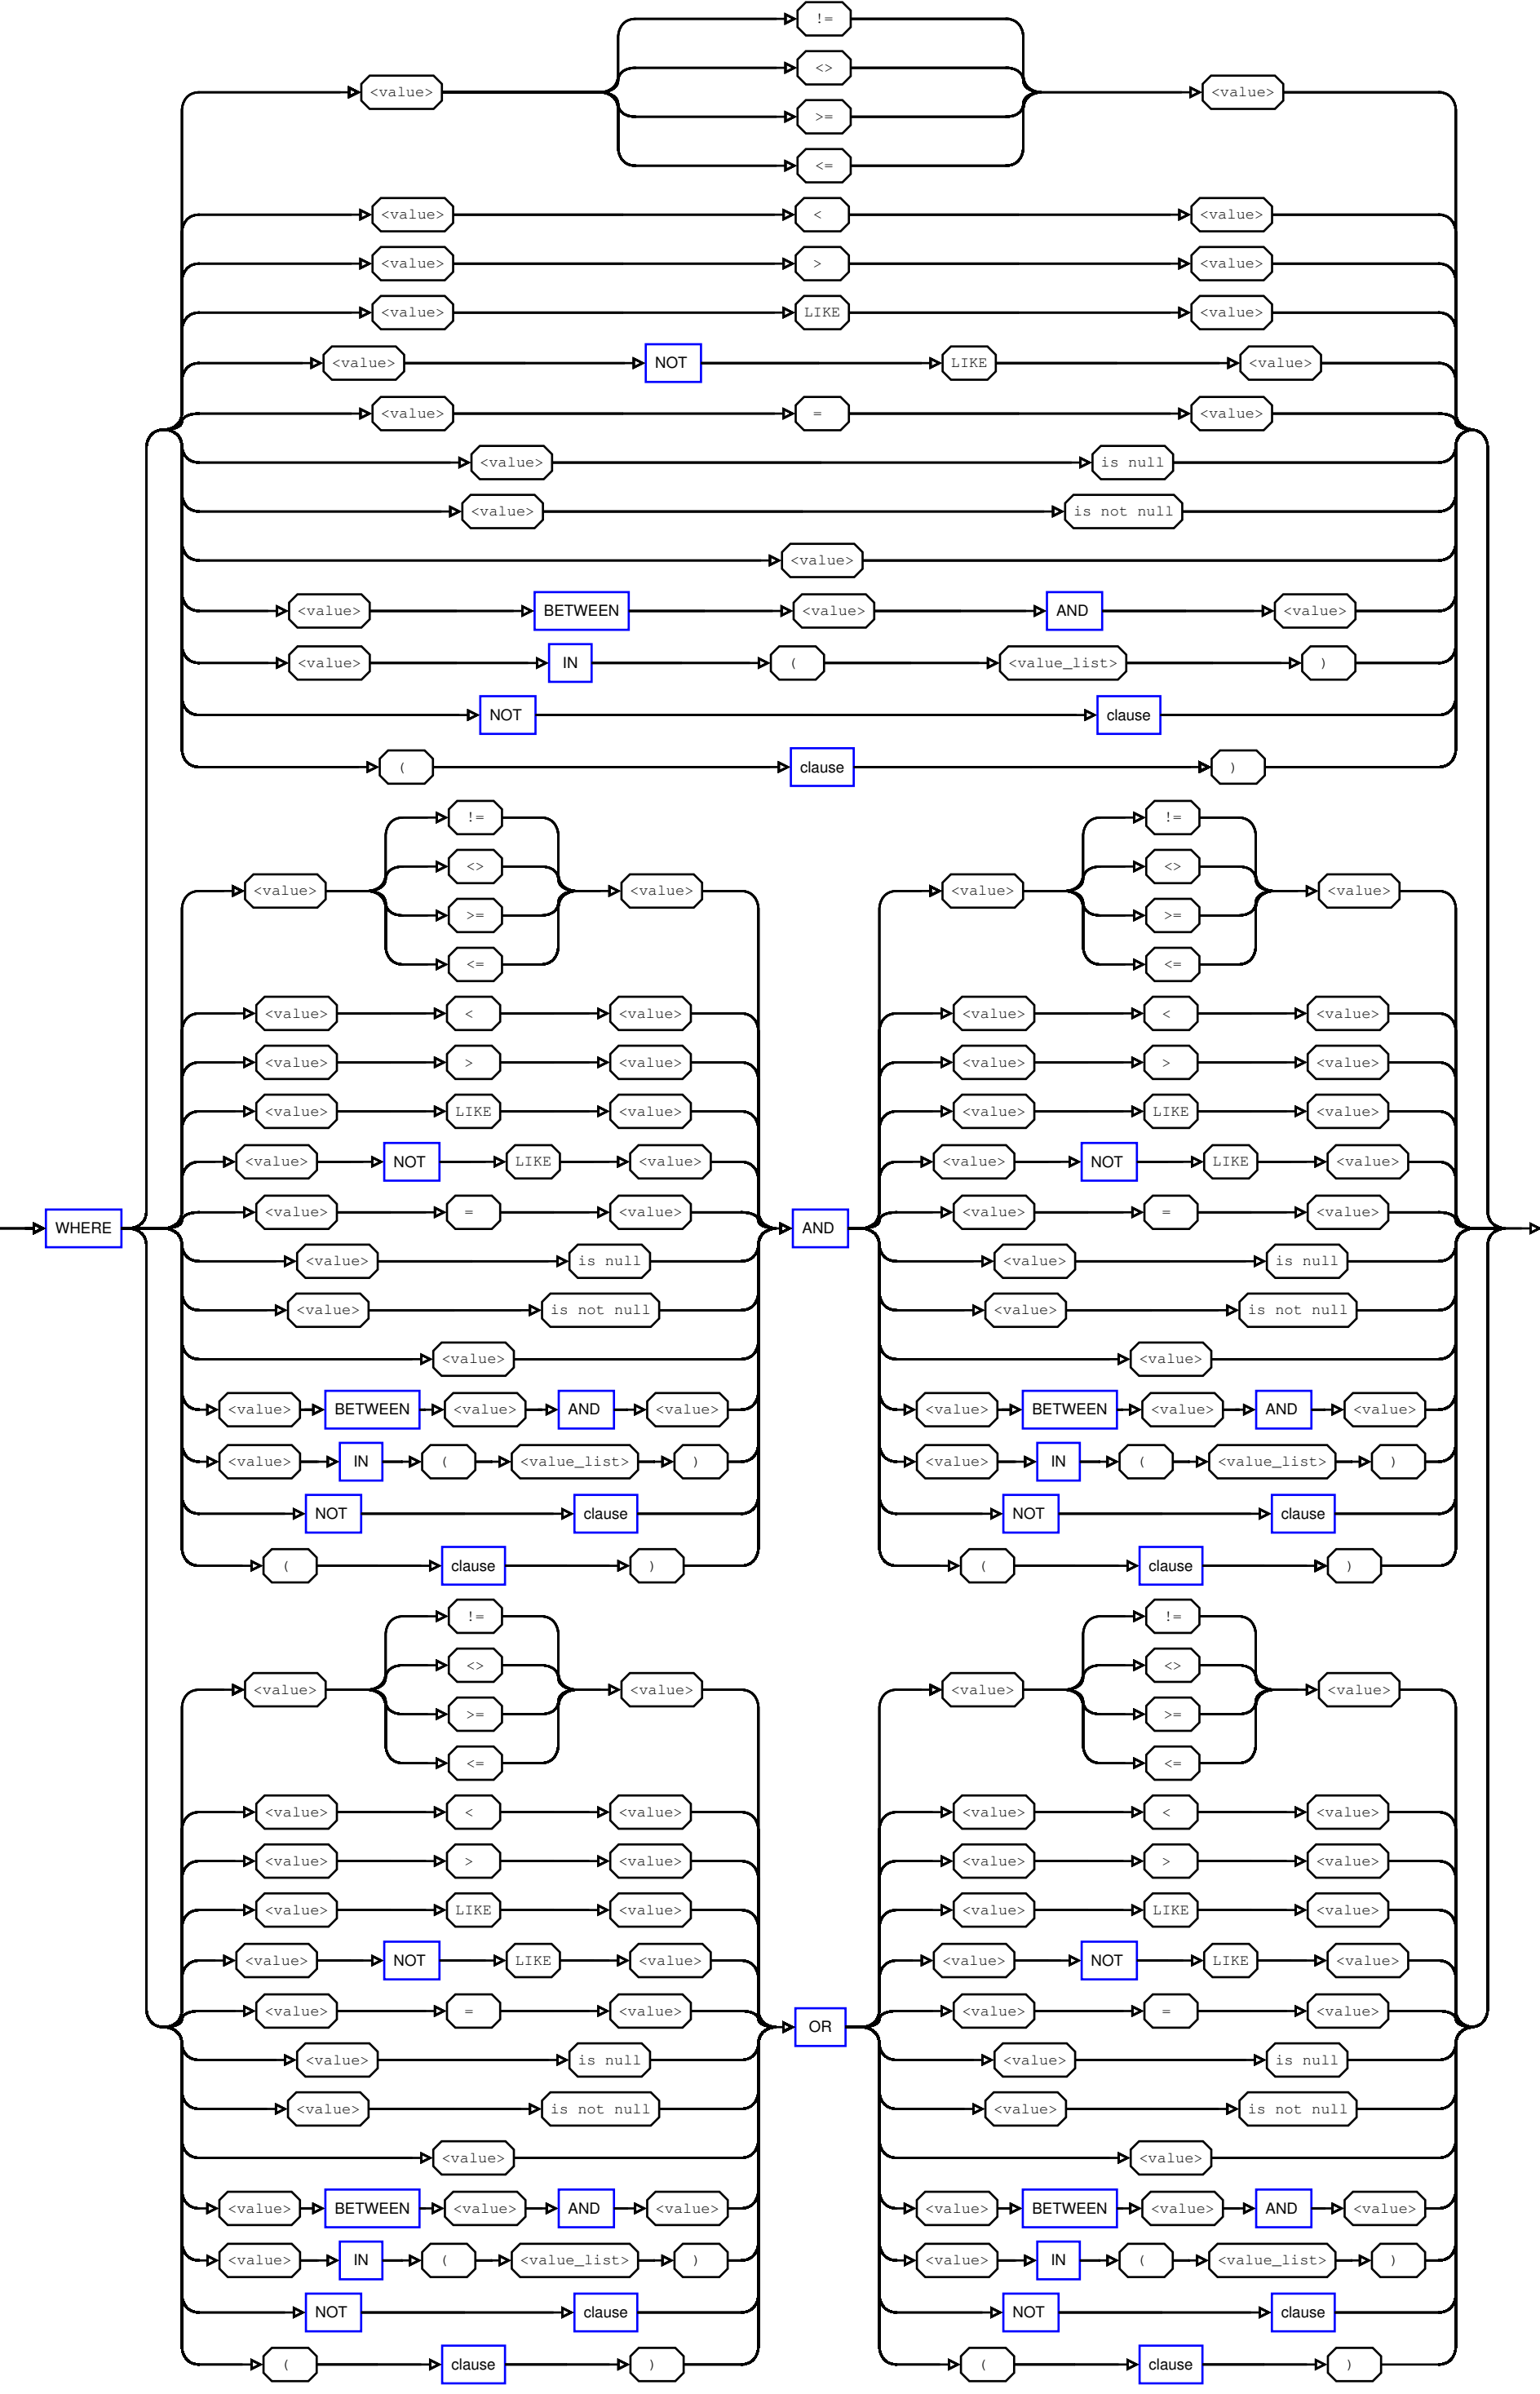 !=
<>
<value> <value>
>=
<=
<value> < <value>
<value> > <value>
<value> LIKE <value>
<value> NOT LIKE <value>
<value> = <value>
<value> is null
<value> is not null
<value>
<value> BETWEEN <value> AND <value>
<value> IN ( <value_list> )
NOT clause
( clause )
!= !=
<> <>
<value> <value> <value> <value>
>= >=
<= <=
<value> < <value> <value> < <value>
<value> > <value> <value> > <value>
<value> LIKE <value> <value> LIKE <value>
<value> NOT LIKE <value> <value> NOT LIKE <value>
<value> = <value> <value> = <value>
WHERE AND
<value> is null <value> is null
<value> is not null <value> is not null
<value> <value>
<value> BETWEEN <value> AND <value> <value> BETWEEN <value> AND <value>
<value> IN ( <value_list> ) <value> IN ( <value_list> )
NOT clause NOT clause
( clause ) ( clause )
!= !=
<> <>
<value> <value> <value> <value>
>= >=
<= <=
<value> < <value> <value> < <value>
<value> > <value> <value> > <value>
<value> LIKE <value> <value> LIKE <value>
<value> NOT LIKE <value> <value> NOT LIKE <value>
<value> = <value> <value> = <value>
OR
<value> is null <value> is null
<value> is not null <value> is not null
<value> <value>
<value> BETWEEN <value> AND <value> <value> BETWEEN <value> AND <value>
<value> IN ( <value_list> ) <value> IN ( <value_list> )
NOT clause NOT clause
( clause ) ( clause )